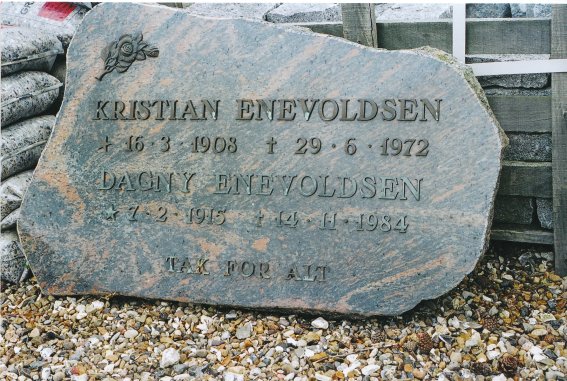 KRISTIAN ENEVOLDSEN
★ 16·3·1908 † 29·6·1972
DAGNY ENEVOLDSEN
★ 7·2·1915 † 14·11·1984
TAK FOR ALT